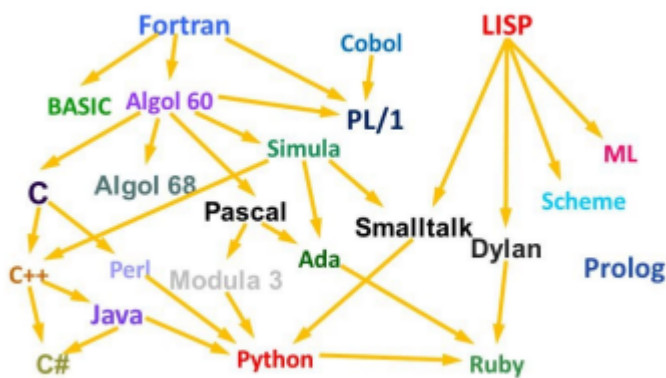 Fortran
LISP
Cobol
BASIC
Algol 60
PL/1
Simula
ML
C
Algol 68
Pascal
Scheme
Smalltalk
Dylan
C++
Perl
Modula 3
Ada
Prolog
Java
C#
Python
Ruby